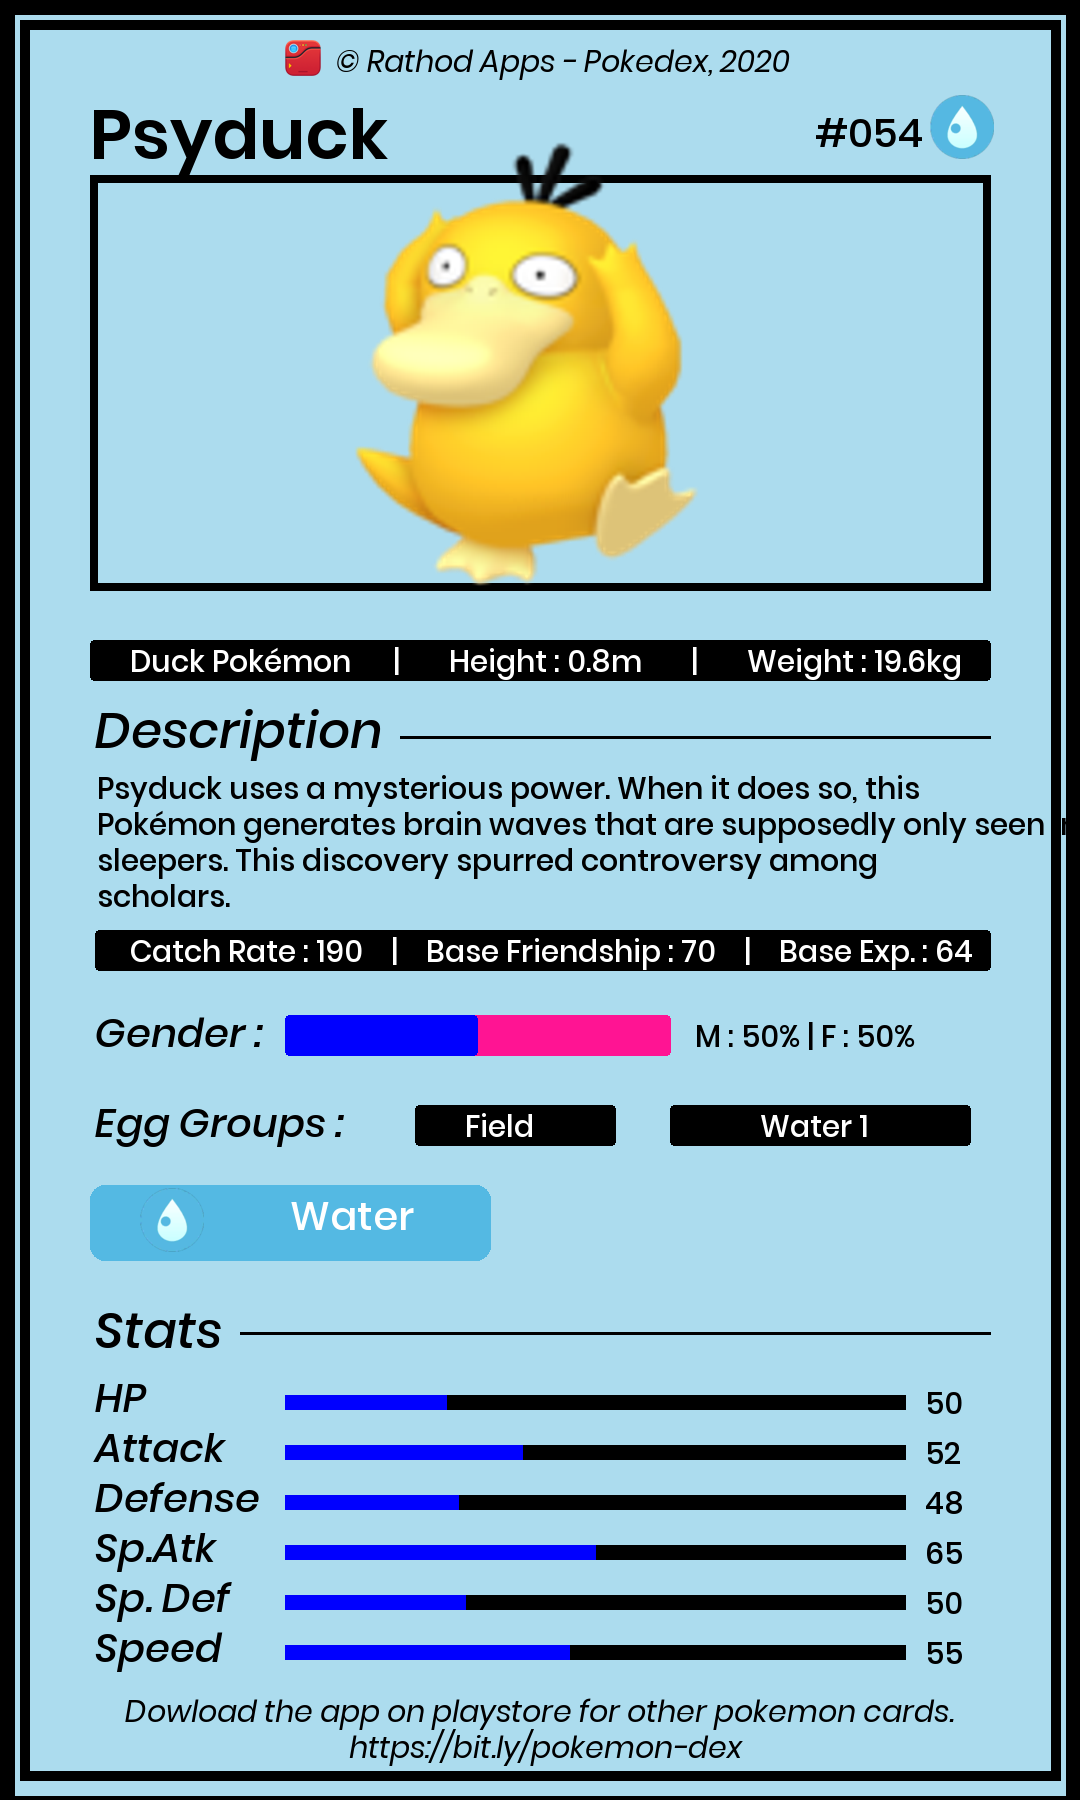 © Rathod Apps - Pokedex, 2020
Psyduck
#054
Duck Pokémon | Height : 0.8m | Weight : 19.6kg
Description
Psyduck uses a mysterious power. When it does so, this
Pokémon generates brain waves that are supposedly only seen
sleepers. This discovery spurred controversy among
scholars.
Catch Rate : 190 | Base Friendship : 70 | Base Exp. : 64
Gender : M : 50% | F : 50%
Egg Groups : Field Water 1
Water
Stats
HP 50
Attack 52
Defense 48
Sp.Atk 65
Sp. Def 50
Speed 55
Dowload the app on playstore for other pokemon cards.
https://bit.ly/pokemon-dex